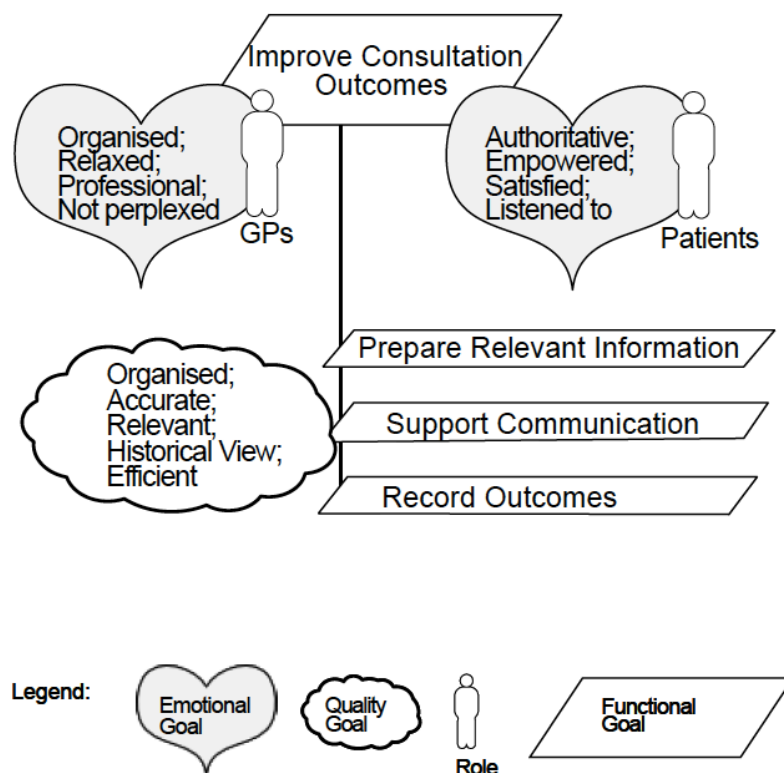 Improve Consultation
Outcomes
Organised;
Relaxed;
Professional;
Not perplexed
GPs
Authoritative;
Empowered;
Satisfied;
Listened to
Patients
Prepare Relevant Information
Organised;
Accurate;
Relevant;
Historical View;
Efficient
Support Communication
Record Outcomes
Legend:
Emotional
Goal
Quality
Goal
Role
Functional
Goal